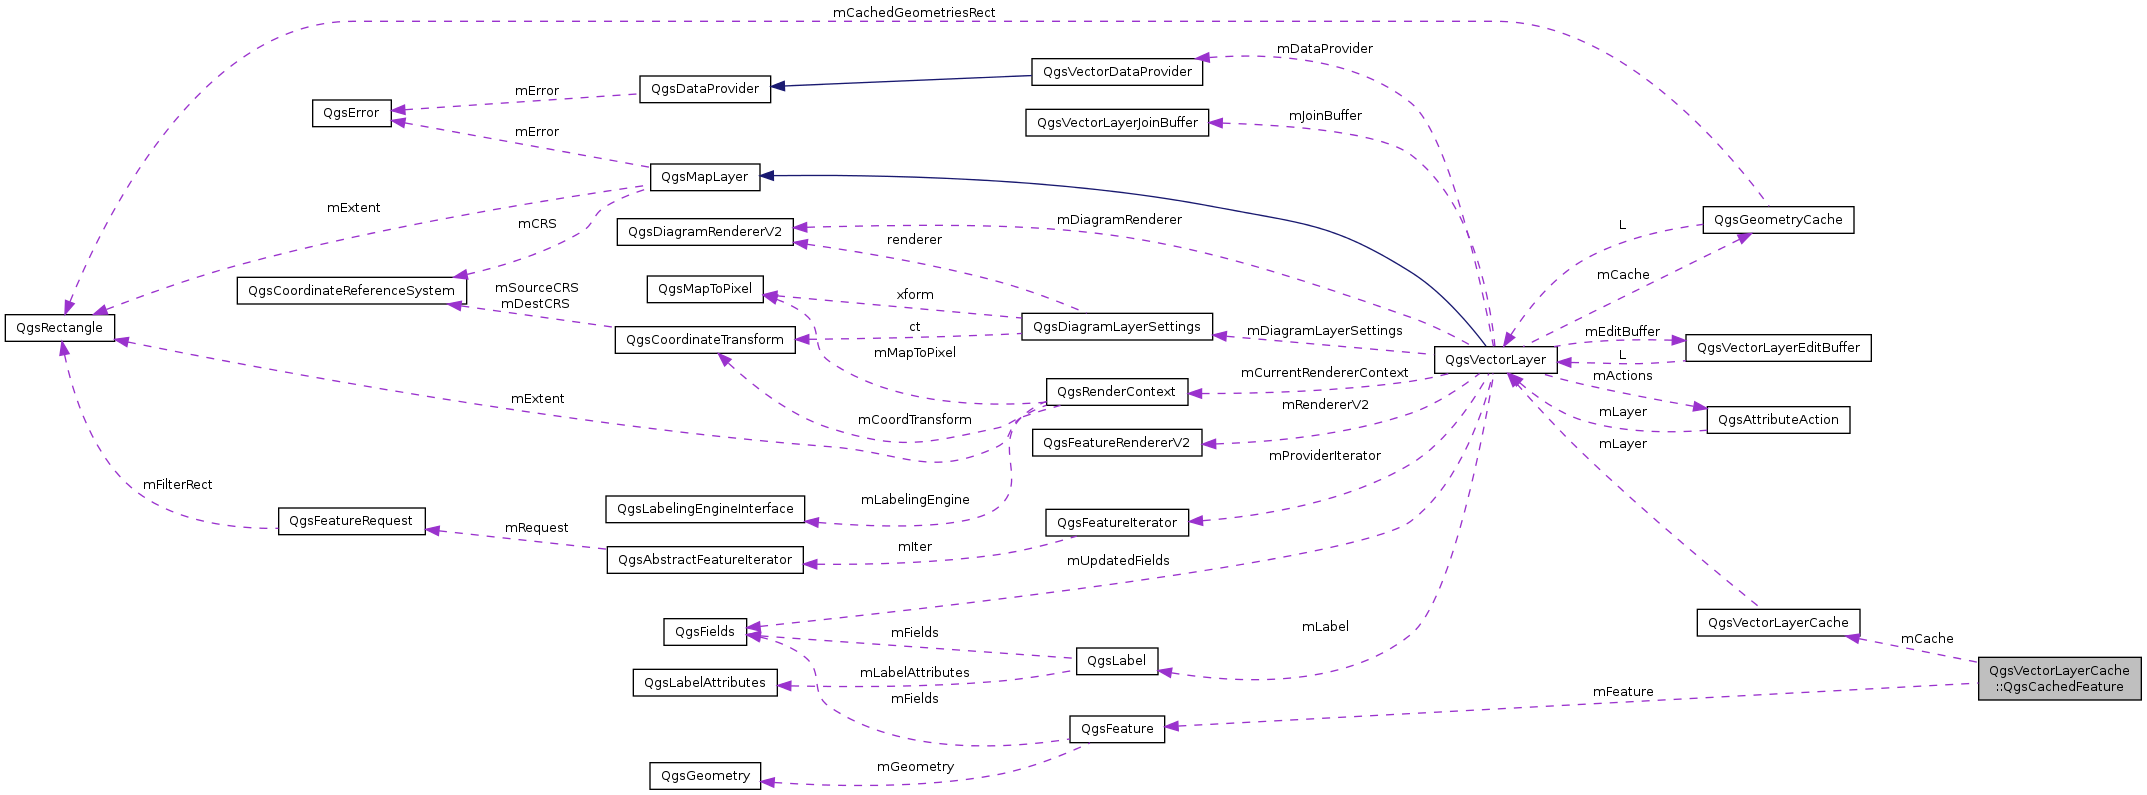 mCachedGeometriesRect
mDataProvider
QgsVectorDataProvider
QgsDataProvider
mError
QgsError
mJoinBuffer
QgsVectorLayerJoinBuffer
mError
QgsMapLayer
mExtent
mCRS
mDiagramRenderer
QgsDiagramRendererV2
renderer
QgsGeometryCache
L
mCache
QgsCoordinateReferenceSystem
mSourceCRS
mDestCRS
QgsMapToPixel
xform
QgsRectangle
QgsCoordinateTransform
ct
QgsDiagramLayerSettings
mDiagramLayerSettings
mMapToPixel
QgsVectorLayer
mEditBuffer
QgsVectorLayerEditBuffer
L
mActions
mCurrentRendererContext
QgsRenderContext
mExtent
mCoordTransform
mRendererV2
mLayer
QgsAttributeAction
QgsFeatureRendererV2
mLayer
mProviderIterator
mFilterRect
mLabelingEngine
QgsLabelingEngineInterface
QgsFeatureRequest
mRequest
QgsFeatureIterator
mIter
QgsAbstractFeatureIterator
mUpdatedFields
QgsFields
mFields
mLabel
QgsVectorLayerCache
mCache
QgsLabel
QgsLabelAttributes
mLabelAttributes
mFields
QgsVectorLayerCache
::QgsCachedFeature
mFeature
QgsFeature
mGeometry
QgsGeometry